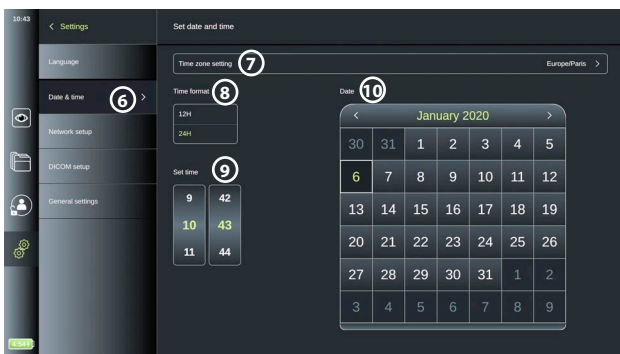 10:43
Settings
Set date and time
Language
Date & time 6
Network setup
DICOM setup
General settings
Time zone setting 7 Europe/Paris
Time format 8
12H
24H
Set time 9
9 42
10 43
11 44
Date 10
January 2020
30 31 1 2 3 4 5
6 7 8 9 10 11 12
13 14 15 16 17 18 19
20 21 22 23 24 25 26
27 28 29 30 31 1 2
3 4 5 6 7 8 9